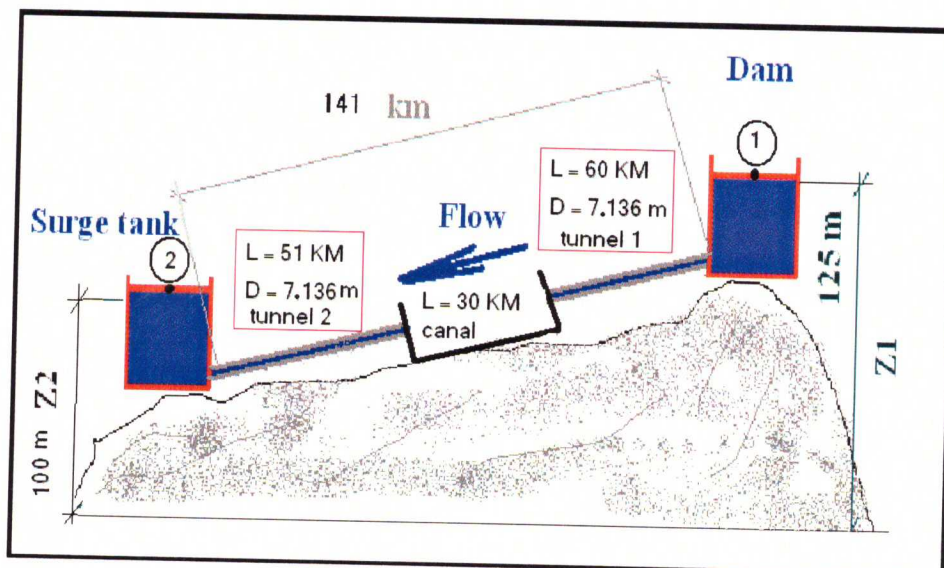 Dam
141 km
1
L = 60 KM
D = 7.136 m
tunnel 1
Flow
Surge tank
2
L = 51 KM
D = 7.136 m
tunnel 2
L = 30 KM
canal
125 m
Z1
Z2
100 m